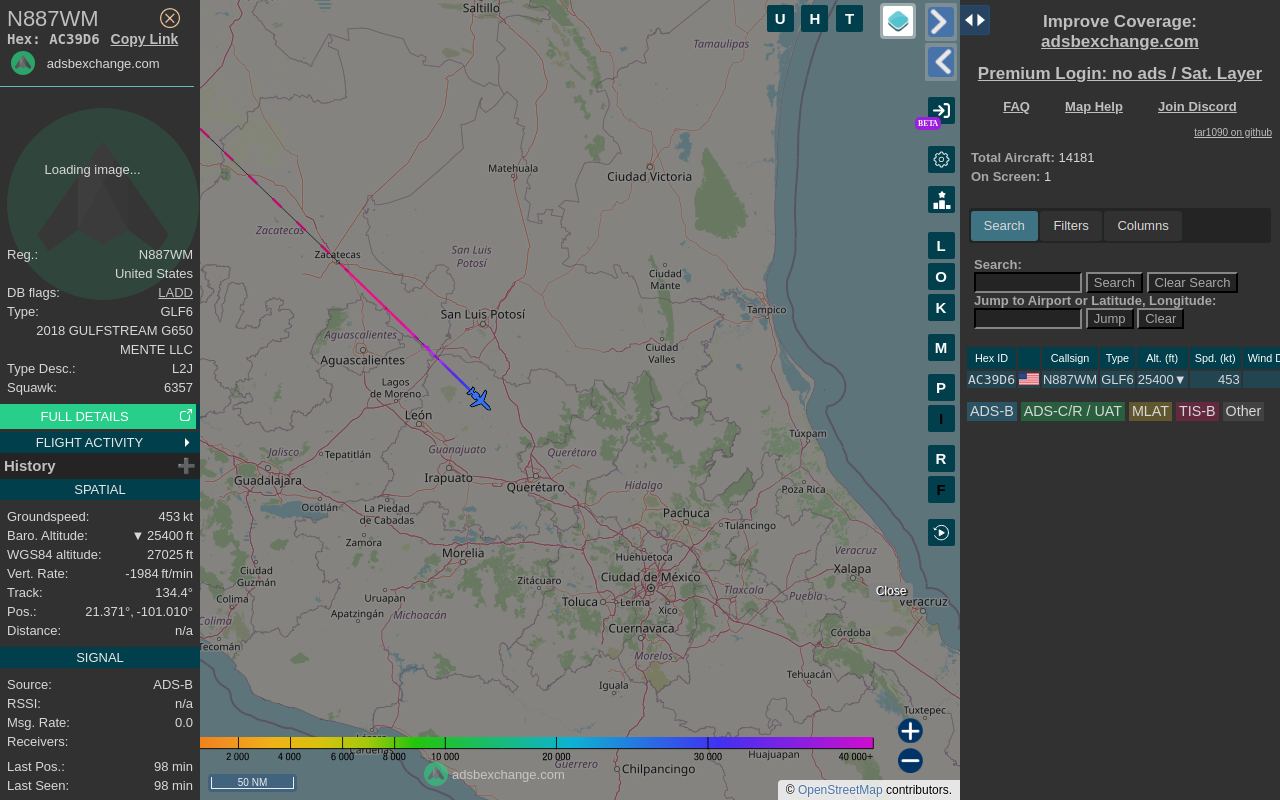 N887WM
Hex: AC39D6 Copy Link
adsbexchange.com
Loading image...
Reg.: N887WM
United States
DB flags: LADD
Type: GLF6
2018 GULFSTREAM G650
MENTE LLC
Type Desc.: L2J
Squawk: 6357
FULL DETAILS
FLIGHT ACTIVITY
History
SPATIAL
Groundspeed: 453 kt
Baro. Altitude: ▼ 25400 ft
WGS84 altitude: 27025 ft
Vert. Rate: -1984 ft/min
Track: 134.4°
Pos.: 21.371°, -101.010°
Distance: n/a
SIGNAL
Source: ADS-B
RSSI: n/a
Msg. Rate: 0.0
Receivers:
Last Pos.: 98 min
Last Seen: 98 min
Saltillo
Tamaulipas
Matehuala
Ciudad Victoria
Zacatecas
Zacatecas
San Luis
Potosí
Ciudad
Mante
Tampico
San Luis Potosí
Aguascalientes
Aguascalientes
Ciudad
Valles
Lagos
de Moreno
León
Túxpam
Jalisco
Tepatitlán
Guanajuato
Querétaro
Guadalajara
Irapuato
Querétaro
Hidalgo
Poza Rica
Ocotlán
La Piedad
de Cabadas
Pachuca
Tulancingo
Zamora
Morelia
Huehuetoca
Veracruz
Xalapa
Ciudad
Guzmán
Zitácuaro
Ciudad de México
Colima
Uruapan
Toluca
Lerma
Tlaxcala
Puebla
Veracruz
Apatzingán
Michoacán
Xico
Colima
Cuernavaca
Córdoba
Tecomán
Morelos
Tehuacán
Iguala
Tuxtepec
Lázaro
Cárdenas
Guerrero
Chilpancingo
Huajuapan
U H T
BETA
L
O
K
M
P
I
R
F
Close
2 000 4 000 6 000 8 000 10 000 20 000 30 000 40 000+
adsbexchange.com
50 NM
© OpenStreetMap contributors.
Improve Coverage:
adsbexchange.com
Premium Login: no ads / Sat. Layer
FAQ Map Help Join Discord
tar1090 on github
Total Aircraft: 14181
On Screen: 1
Search Filters Columns
Search:
Search Clear Search
Jump to Airport or Latitude, Longitude:
Jump Clear
Hex ID Callsign Type Alt. (ft) Spd. (kt) Wind D
AC39D6 N887WM GLF6 25400▼ 453
ADS-B ADS-C/R / UAT MLAT TIS-B Other